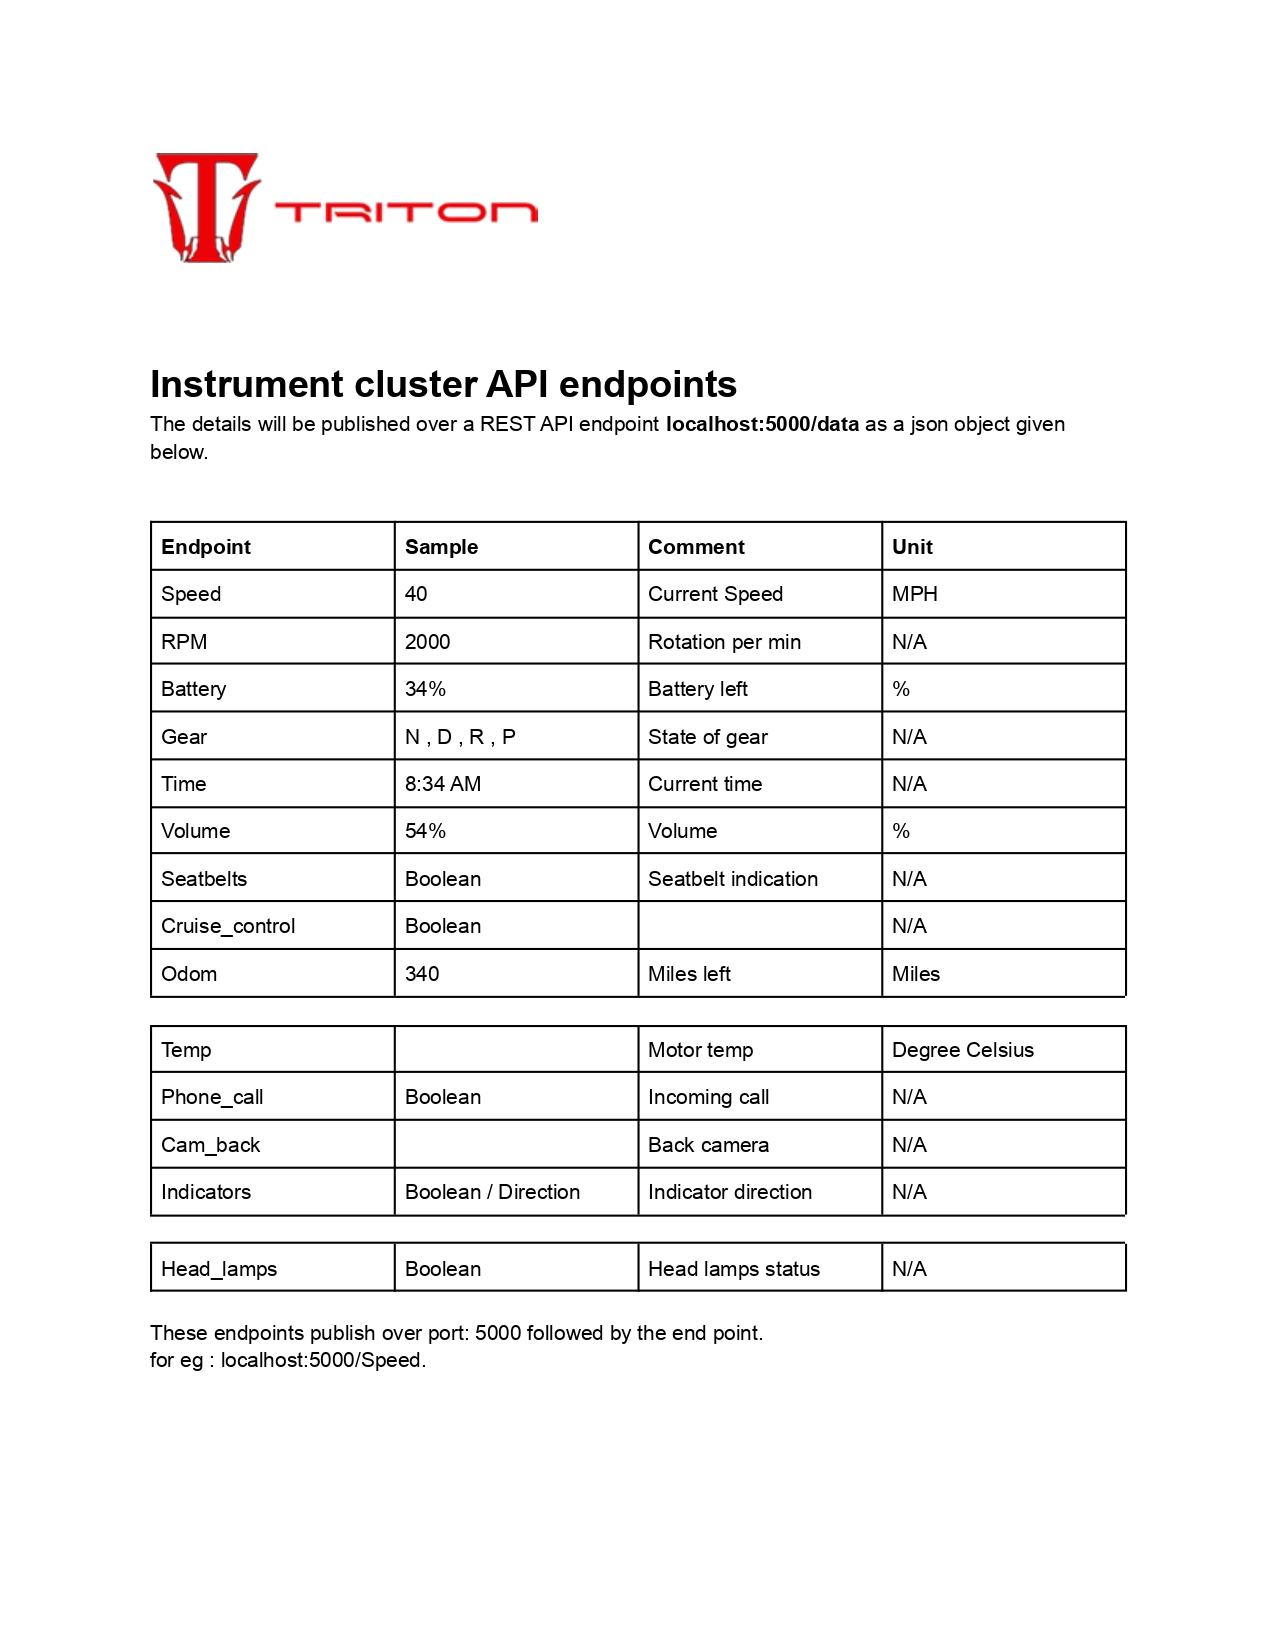 TRITON
Instrument cluster API endpoints
The details will be published over a REST API endpoint localhost:5000/data as a json object given
below.
Endpoint Sample Comment Unit
Speed 40 Current Speed MPH
RPM 2000 Rotation per min N/A
Battery 34% Battery left %
Gear N , D , R , P State of gear N/A
Time 8:34 AM Current time N/A
Volume 54% Volume %
Seatbelts Boolean Seatbelt indication N/A
Cruise_control Boolean N/A
Odom 340 Miles left Miles
Temp Motor temp Degree Celsius
Phone_call Boolean Incoming call N/A
Cam_back Back camera N/A
Indicators Boolean / Direction Indicator direction N/A
Head_lamps Boolean Head lamps status N/A
These endpoints publish over port: 5000 followed by the end point.
for eg : localhost:5000/Speed.